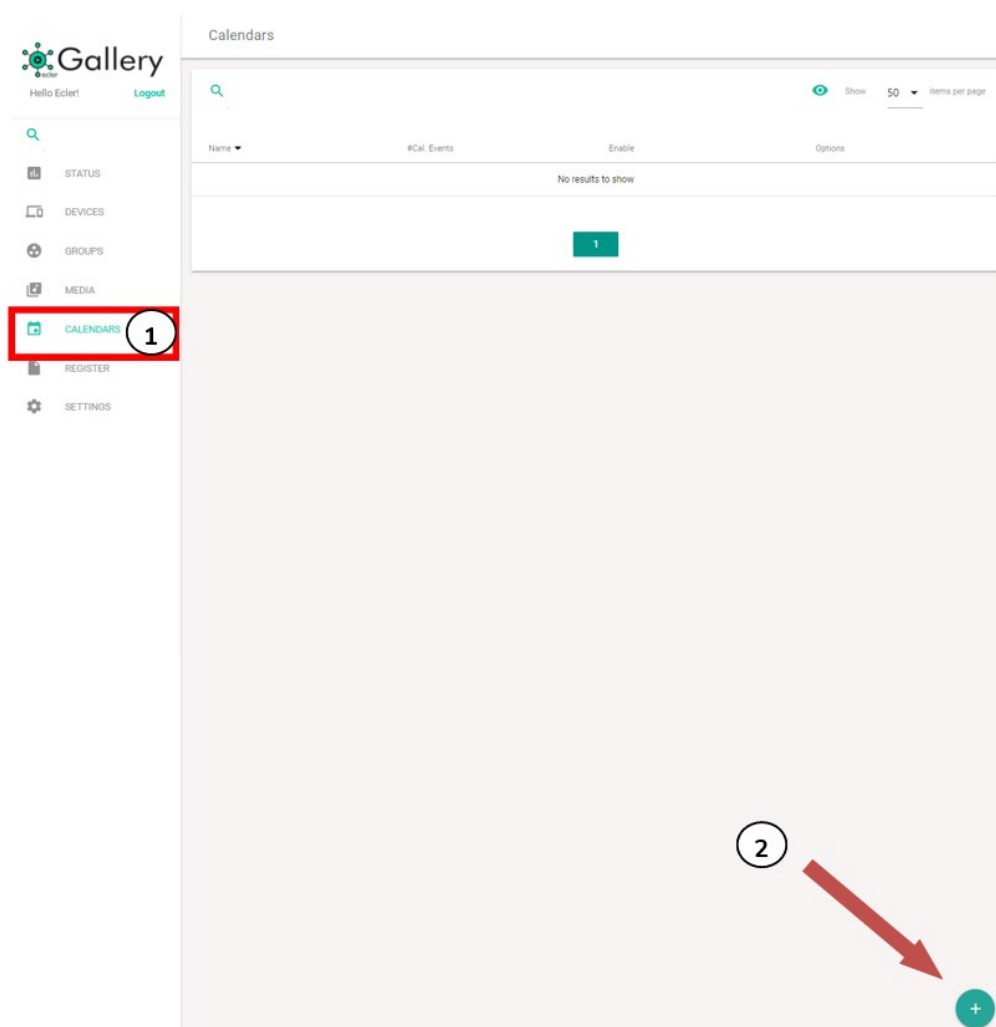 Calendars
Gallery
ecler
Hello Ecler! Logout
Show 50 items per page
Name #Cal. Events Enable Options
No results to show
1
STATUS
DEVICES
GROUPS
MEDIA
CALENDARS 1
REGISTER
SETTINGS
2
+